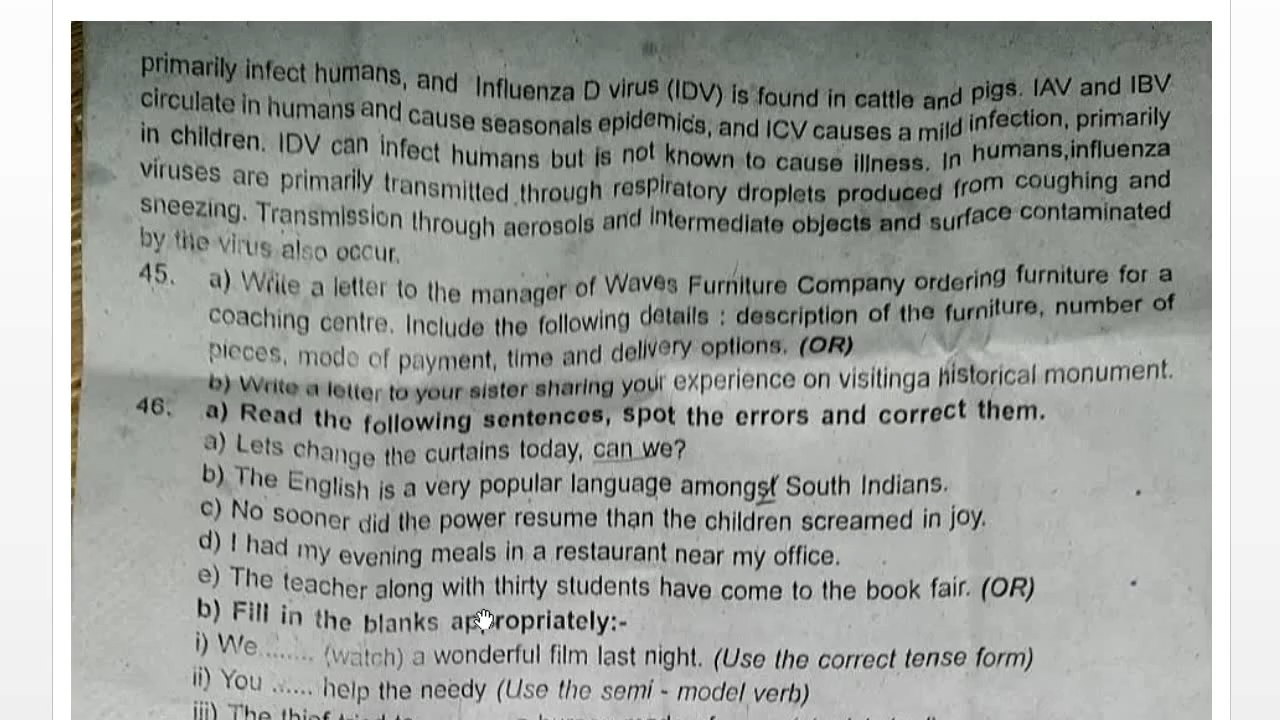 primarily infect humans, and Influenza D virus (IDV) is found in cattle and pigs. IAV and IBV
circulate in humans and cause seasonals epidemics, and ICV causes a mild infection, primarily
in children. IDV can infect humans but is not known to cause illness. In humans,influenza
viruses are primarily transmitted through respiratory droplets produced from coughing and
sneezing. Transmission through aerosols and intermediate objects and surface contaminated
by the virus also occur.
45. a) Write a letter to the manager of Waves Furniture Company ordering furniture for a
coaching centre. Include the following details : description of the furniture, number of
pieces, mode of payment, time and delivery options. (OR)
b) Write a letter to your sister sharing your experience on visitinga historical monument.
46. a) Read the following sentences, spot the errors and correct them.
a) Lets change the curtains today, can we?
b) The English is a very popular language amongst South Indians.
c) No sooner did the power resume than the children screamed in joy.
d) I had my evening meals in a restaurant near my office.
e) The teacher along with thirty students have come to the book fair. (OR)
b) Fill in the blanks appropriately:-
i) We........ (watch) a wonderful film last night. (Use the correct tense form)
ii) You ...... help the needy (Use the semi - model verb)
iii) The thief tried to